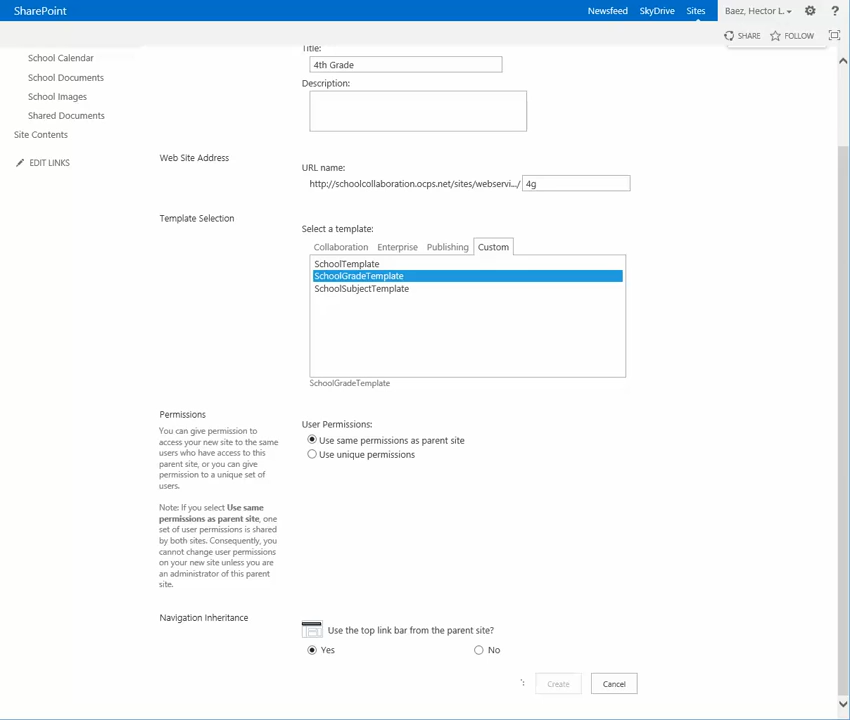 SharePoint
Newsfeed SkyDrive Sites Baez, Hector L. ?
SHARE FOLLOW
School Calendar
School Documents
School Images
Shared Documents
Site Contents
EDIT LINKS
Title:
4th Grade
Description:
Web Site Address
URL name:
http://schoolcollaboration.ocps.net/sites/webservi.../ 4g
Template Selection
Select a template:
Collaboration Enterprise Publishing Custom
SchoolTemplate
SchoolGradeTemplate
SchoolSubjectTemplate
SchoolGradeTemplate
Permissions
You can give permission to
access your new site to the same
users who have access to this
parent site, or you can give
permission to a unique set of
users.
Note: If you select Use same
permissions as parent site, one
set of user permissions is shared
by both sites. Consequently, you
cannot change user permissions
on your new site unless you are
an administrator of this parent
site.
User Permissions:
Use same permissions as parent site
Use unique permissions
Navigation Inheritance
Use the top link bar from the parent site?
Yes No
Create Cancel